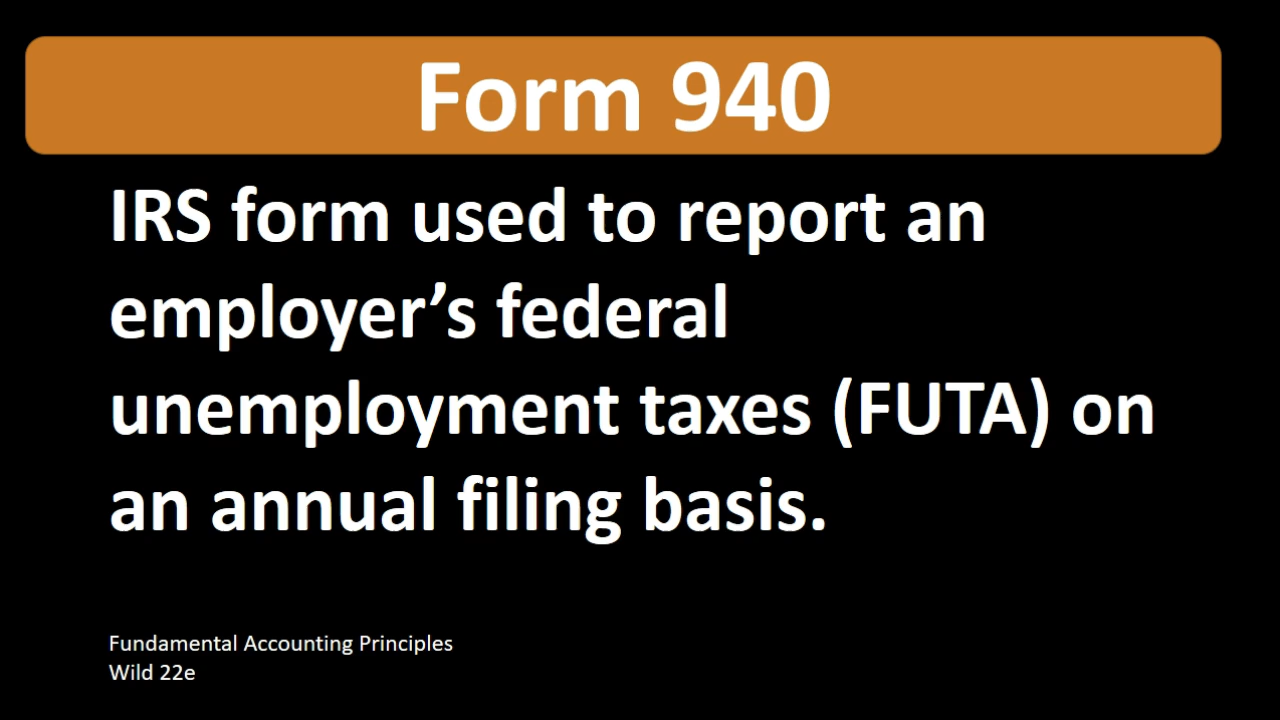 Form 940
IRS form used to report an
employer’s federal
unemployment taxes (FUTA) on
an annual filing basis.
Fundamental Accounting Principles
Wild 22e